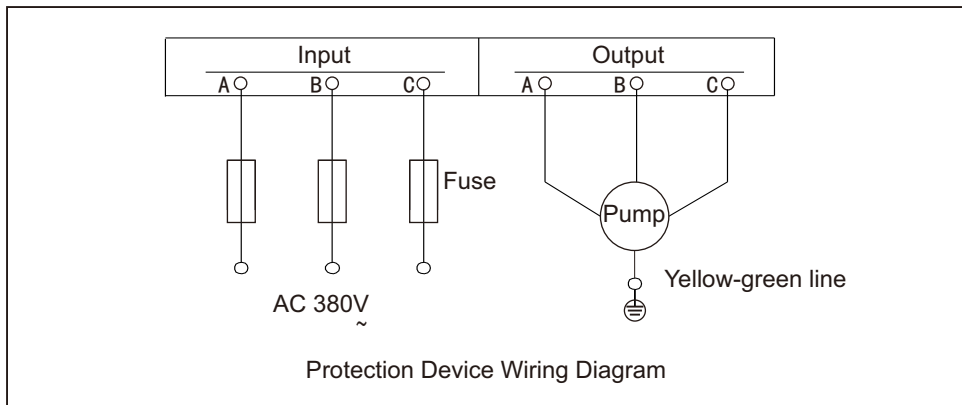 Input
Output
A B C
A B C
Fuse
Pump
Yellow-green line
AC 380V
~
Protection Device Wiring Diagram